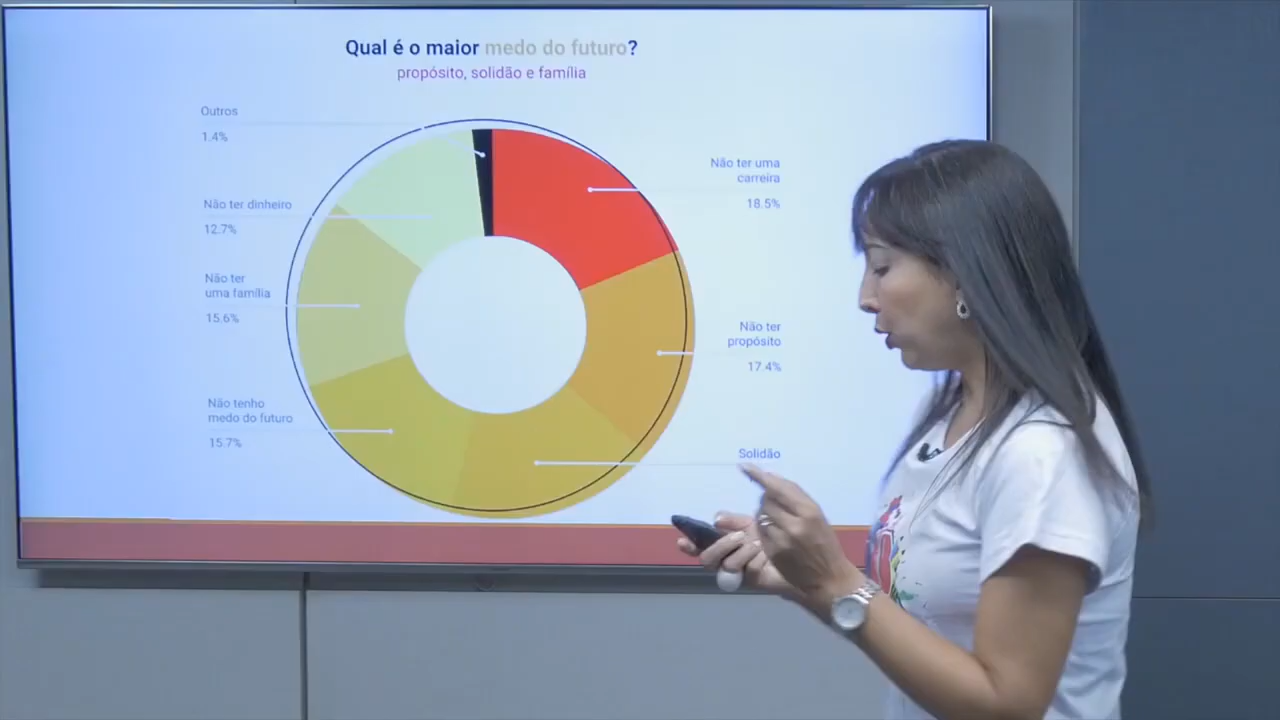 Qual é o maior medo do futuro?
propósito, solidão e família
Outros
1.4%
Não ter uma
carreira
18.5%
Não ter dinheiro
12.7%
Não ter
uma família
15.6%
Não ter
propósito
17.4%
Não tenho
medo do futuro
15.7%
Solidão